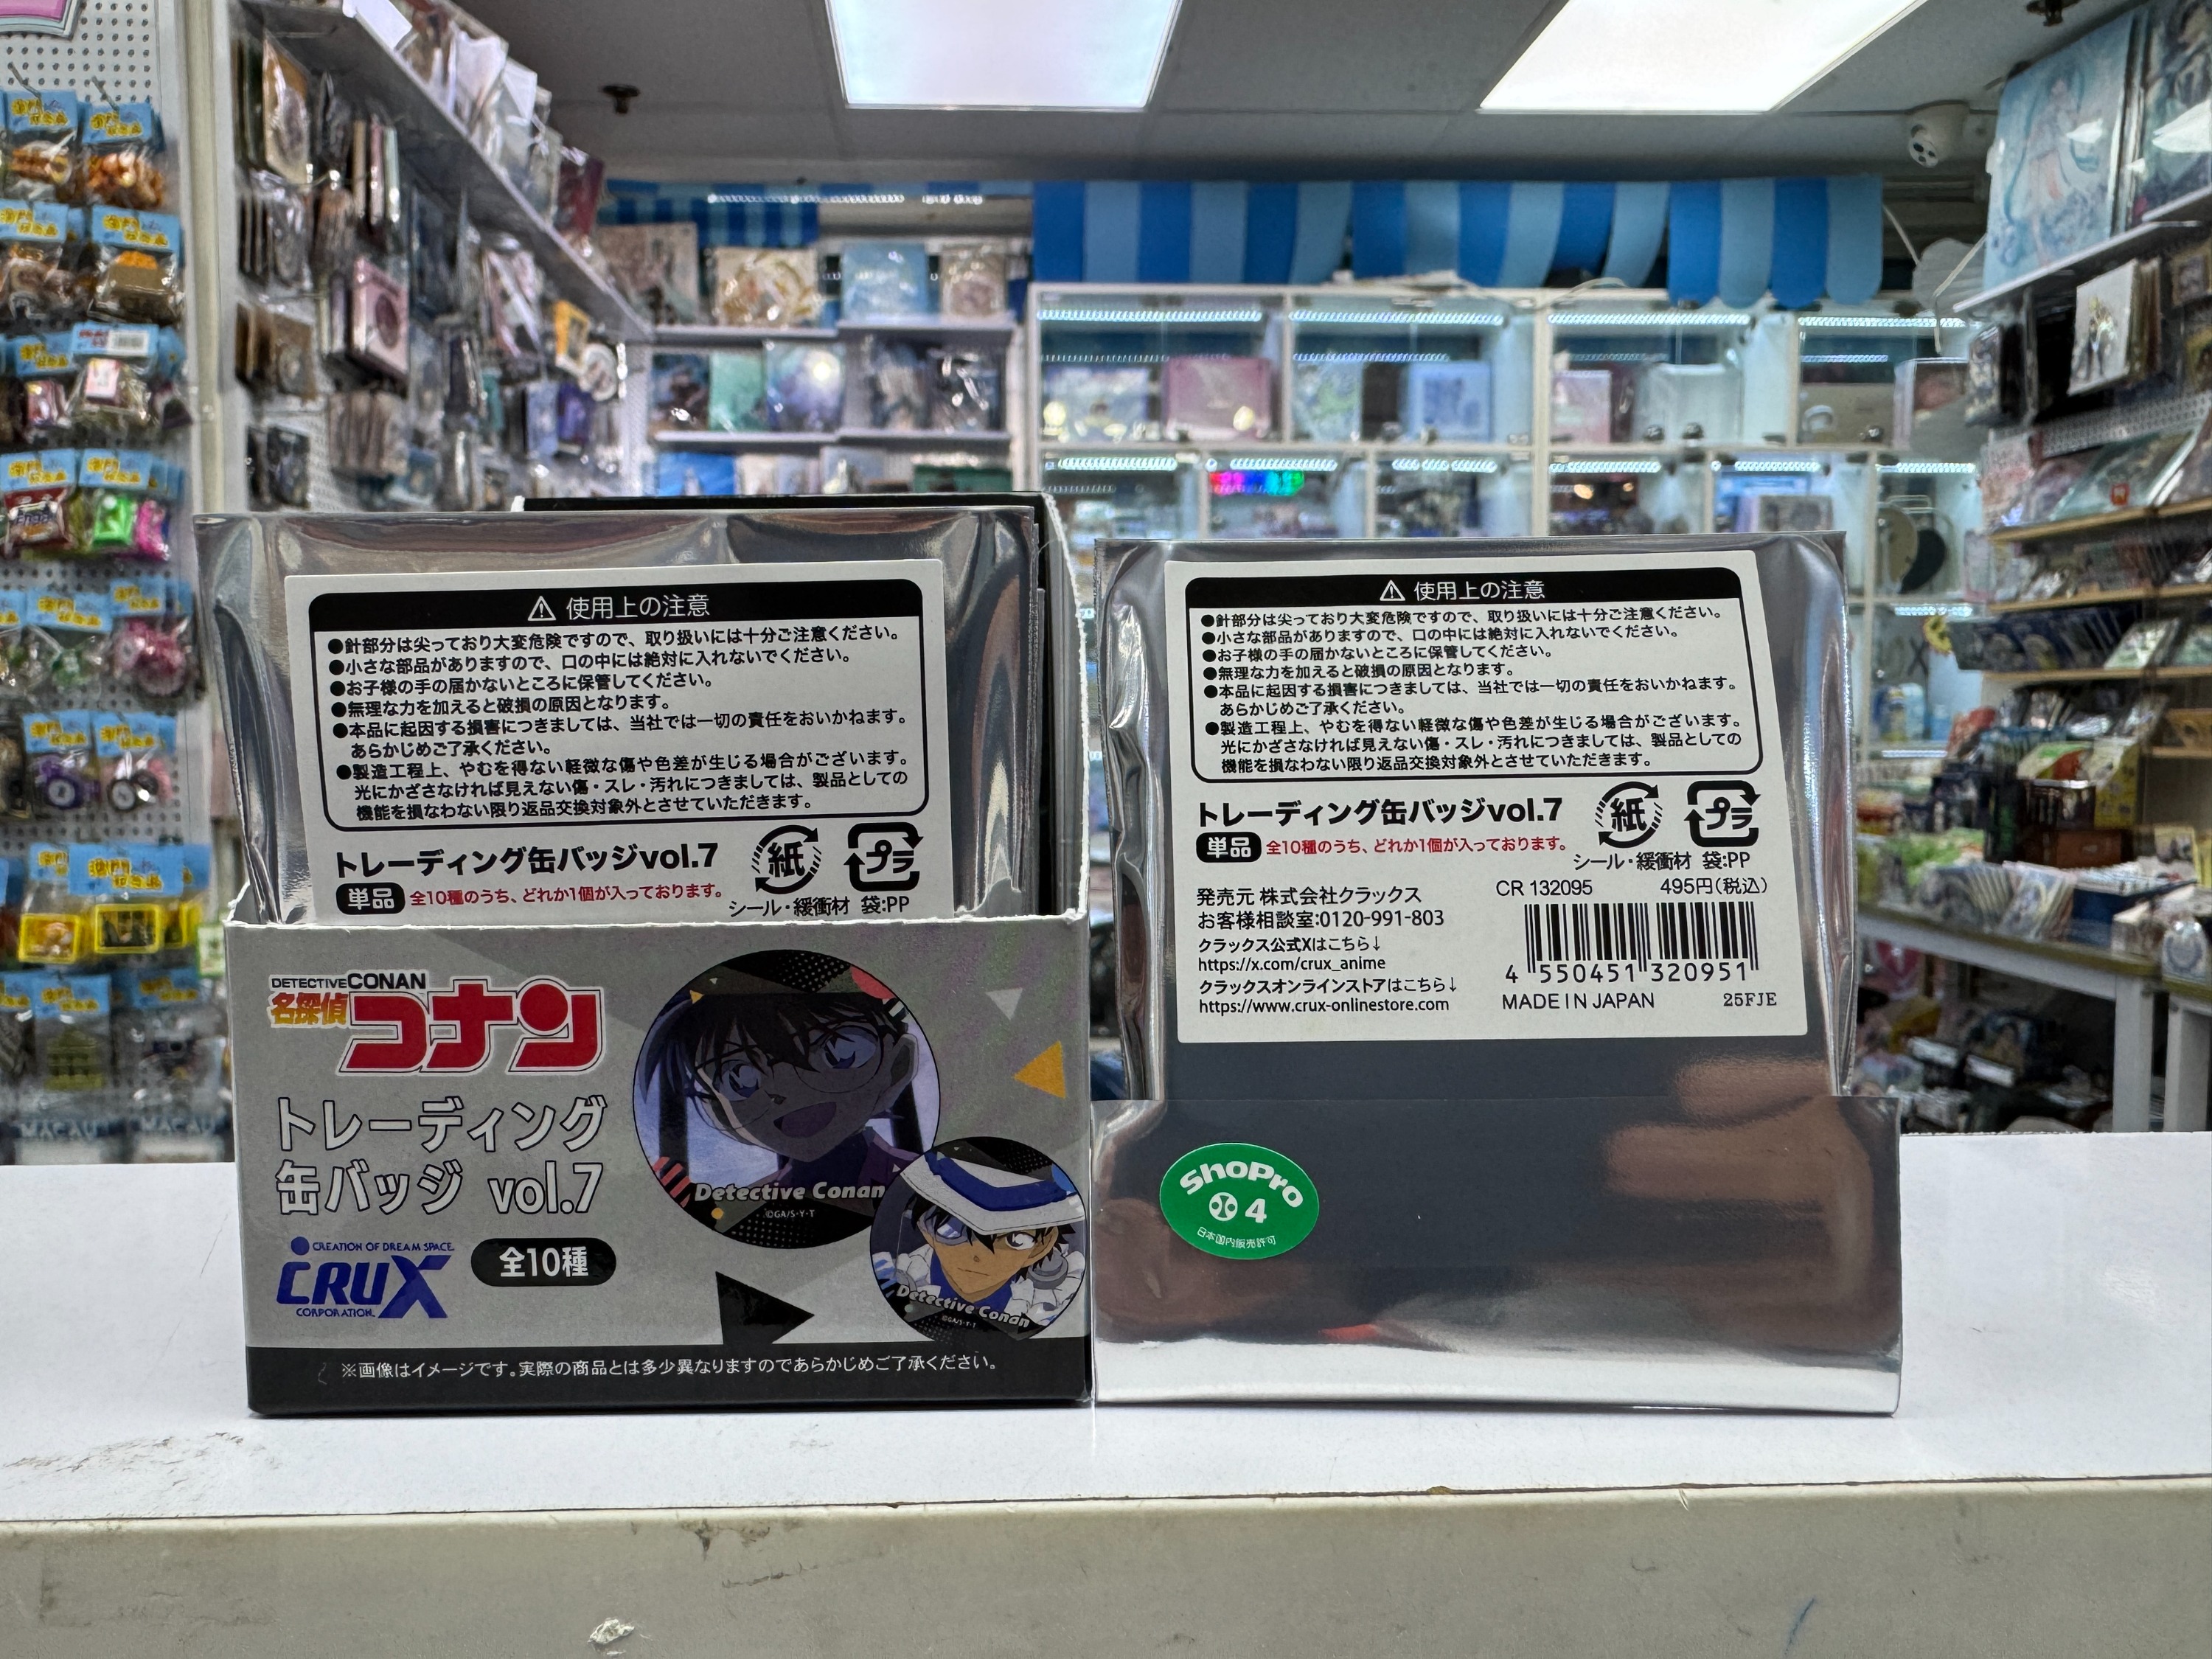 ⚠ 使用上の注意
●針部分は尖っており大変危険ですので、取り扱いには十分ご注意ください。
●小さな部品がありますので、口の中には絶対に入れないでください。
●お子様の手の届かないところに保管してください。
●無理な力を加えると破損の原因となります。
●本品に起因する損害につきましては、当社では一切の責任をおいかねます。
あらかじめご了承ください。
●製造工程上、やむを得ない軽微な傷や色差が生じる場合がございます。
光にかざさなければ見えない傷・スレ・汚れにつきましては、製品としての
機能を損なわない限り返品交換対象外とさせていただきます。
トレーディング缶バッジvol.7
単品 全10種のうち、どれか1個が入っております。
紙 プラ
シール・緩衝材 袋:PP
DETECTIVE CONAN
名探偵コナン
トレーディング
缶バッジ vol.7
CREATION OF DREAM SPACE
CRUX
CORPORATION.
全10種
Detective Conan
©GA/S・Y・T
Detective Conan
©GA/S・Y・T
※画像はイメージです。実際の商品とは多少異なりますのであらかじめご了承ください。
⚠ 使用上の注意
●針部分は尖っており大変危険ですので、取り扱いには十分ご注意ください。
●小さな部品がありますので、口の中には絶対に入れないでください。
●お子様の手の届かないところに保管してください。
●無理な力を加えると破損の原因となります。
●本品に起因する損害につきましては、当社では一切の責任をおいかねます。
あらかじめご了承ください。
●製造工程上、やむを得ない軽微な傷や色差が生じる場合がございます。
光にかざさなければ見えない傷・スレ・汚れにつきましては、製品としての
機能を損なわない限り返品交換対象外とさせていただきます。
トレーディング缶バッジvol.7
単品 全10種のうち、どれか1個が入っております。
紙 プラ
シール・緩衝材 袋:PP
発売元 株式会社クラックス
お客様相談室:0120-991-803
クラックス公式Xはこちら↓
https://x.com/crux_anime
クラックスオンラインストアはこちら↓
https://www.crux-onlinestore.com
CR 132095 495円(税込)
4 550451 320951
MADE IN JAPAN 25FJE
ShoPro
4
日本国内販売許可
MACAU
MACAU